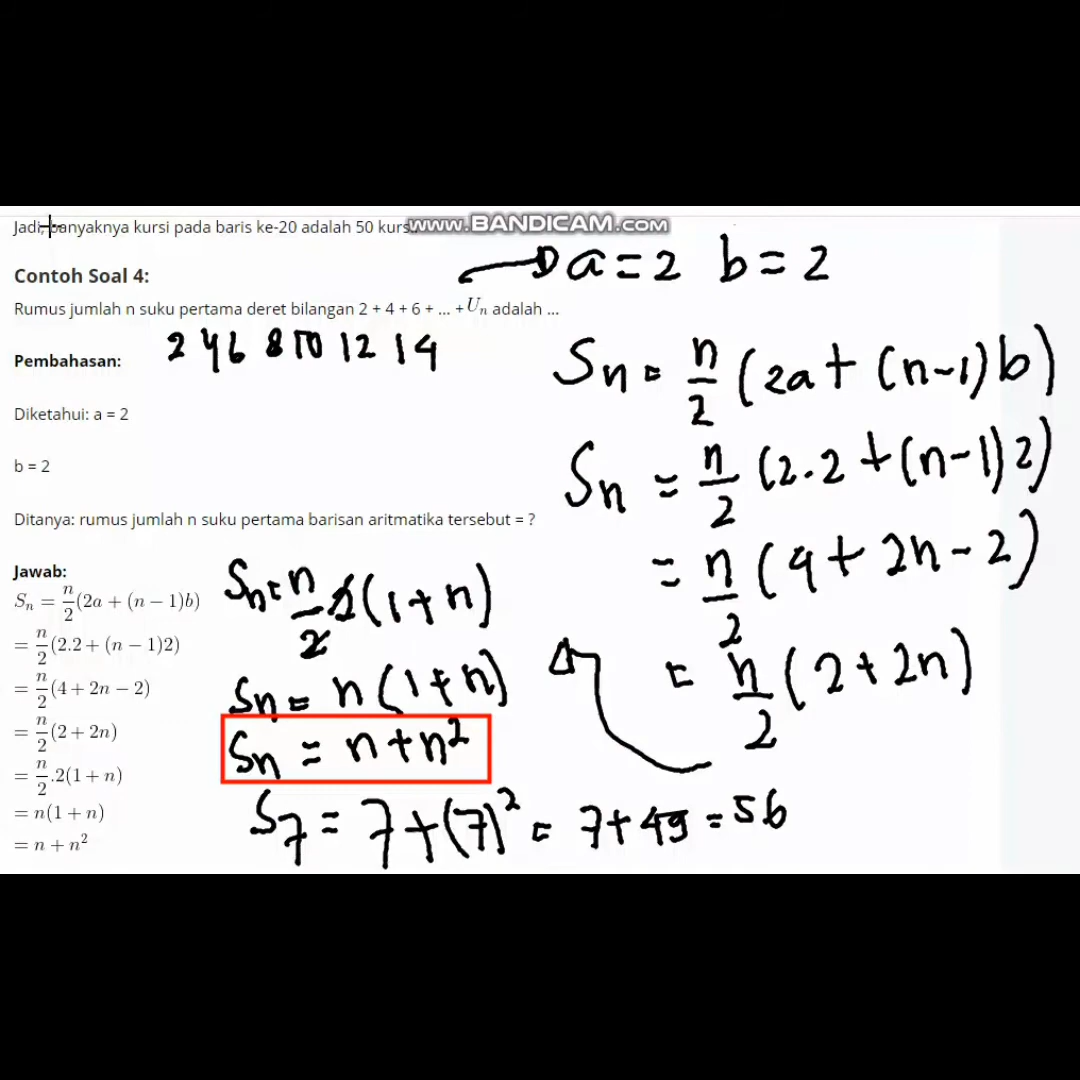 Jadi, banyaknya kursi pada baris ke-20 adalah 50 kurs
www.BANDICAM.com
a = 2 b = 2
Contoh Soal 4:
Rumus jumlah n suku pertama deret bilangan 2 + 4 + 6 + ... + Uₙ adalah ...
2 4 6 8 10 12 14
Pembahasan:
Diketahui: a = 2
b = 2
Ditanya: rumus jumlah n suku pertama barisan aritmatika tersebut = ?
Jawab:
Sₙ = n/2 (2a + (n − 1)b)
= n/2 (2.2 + (n − 1)2)
= n/2 (4 + 2n − 2)
= n/2 (2 + 2n)
= n/2 .2(1 + n)
= n(1 + n)
= n + n²
Sn = n/2 (2a + (n-1) b)
Sn = n/2 (2.2 + (n-1) 2)
= n/2 (4 + 2n - 2)
= n/2 (2 + 2n)
Sn = n/2 2(1 + n)
Sn = n (1 + n)
Sn = n + n²
S7 = 7 + (7)² = 7 + 49 = 56